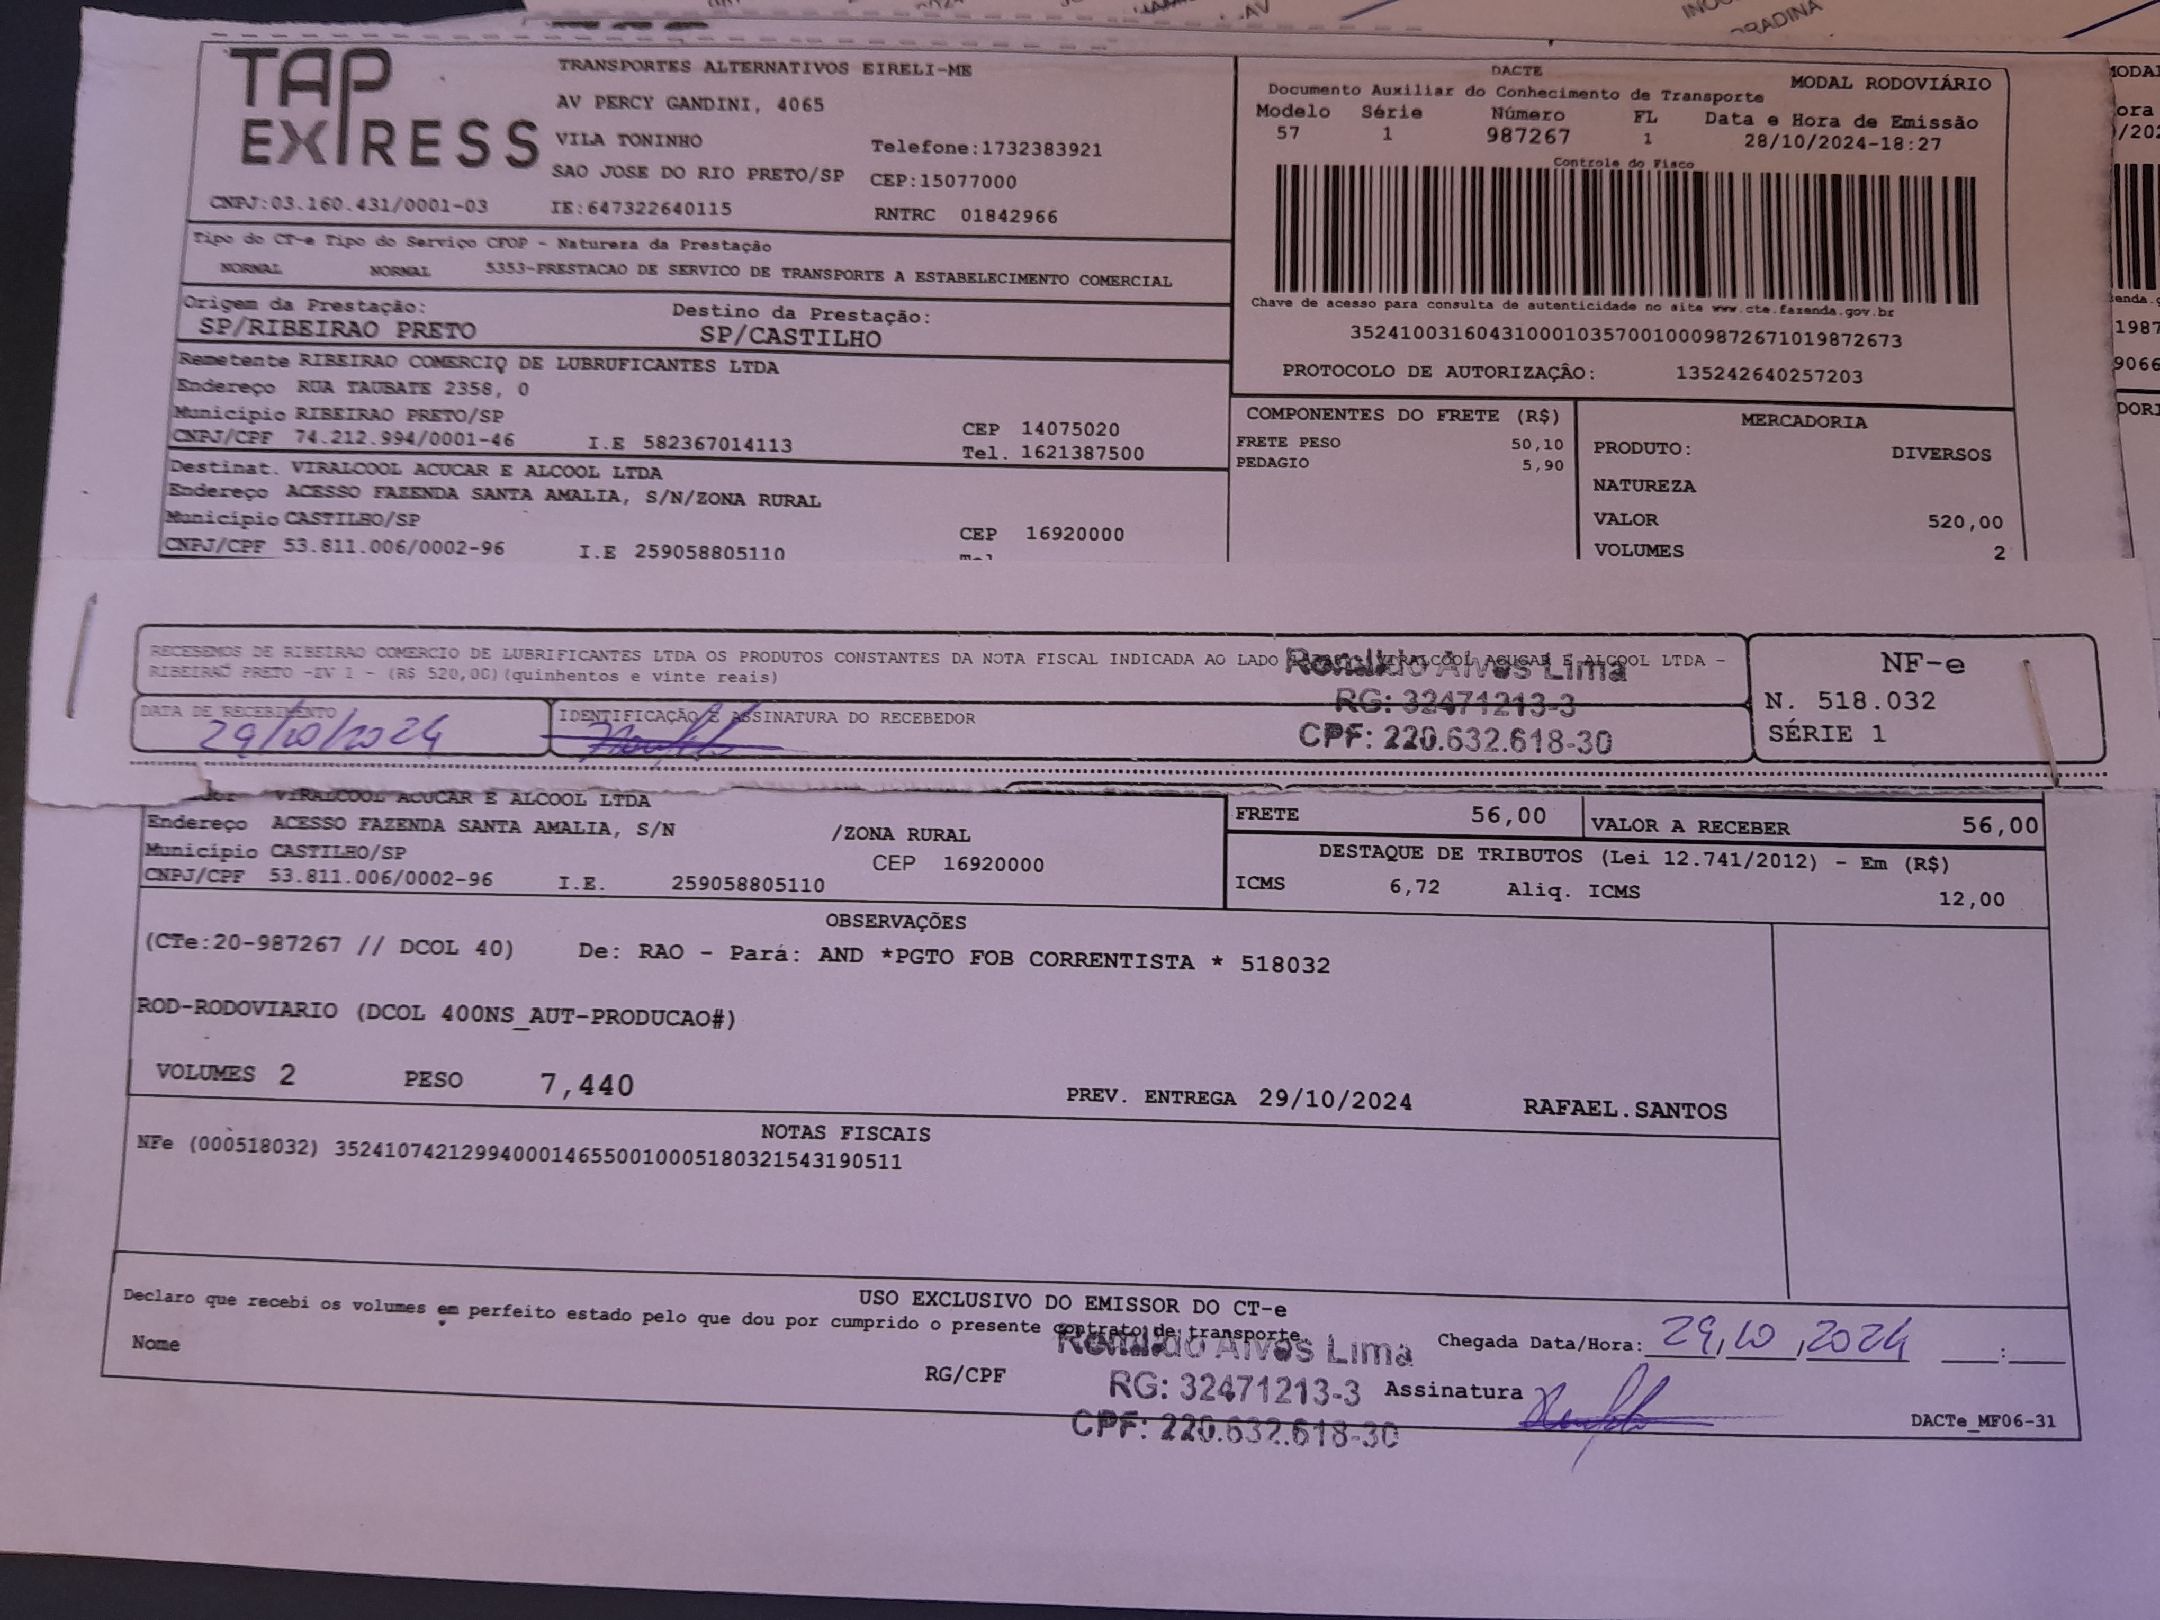 TAP EXPRESS
TRANSPORTES ALTERNATIVOS EIRELI-ME
AV PERCY GANDINI, 4065
VILA TONINHO Telefone:1732383921
SAO JOSE DO RIO PRETO/SP CEP:15077000
CNPJ:03.160.431/0001-03 IE:647322640115 RNTRC 01842966
Tipo do CT-e Tipo do Serviço CFOP - Natureza da Prestação
NORMAL NORMAL 5353-PRESTACAO DE SERVICO DE TRANSPORTE A ESTABELECIMENTO COMERCIAL
Origem da Prestação: Destino da Prestação:
SP/RIBEIRAO PRETO SP/CASTILHO
Remetente RIBEIRAO COMERCIO DE LUBRUFICANTES LTDA
Endereço RUA TAUBATE 2358, 0
Município RIBEIRAO PRETO/SP CEP 14075020
CNPJ/CPF 74.212.994/0001-46 I.E 582367014113 Tel. 1621387500
Destinat. VIRALCOOL ACUCAR E ALCOOL LTDA
Endereço ACESSO FAZENDA SANTA AMALIA, S/N/ZONA RURAL
Município CASTILHO/SP CEP 16920000
CNPJ/CPF 53.811.006/0002-96 I.E 259058805110
DACTE MODAL RODOVIÁRIO
Documento Auxiliar do Conhecimento de Transporte
Modelo Série Número FL Data e Hora de Emissão
57 1 987267 1 28/10/2024-18:27
Controle do Fisco
Chave de acesso para consulta de autenticidade no site www.cte.fazenda.gov.br
35241003160431000103570010009872671019872673
PROTOCOLO DE AUTORIZAÇÃO: 135242640257203
COMPONENTES DO FRETE (R$) MERCADORIA
FRETE PESO 50,10
PEDAGIO 5,90
PRODUTO: DIVERSOS
NATUREZA
VALOR 520,00
VOLUMES 2
RECEBEMOS DE RIBEIRAO COMERCIO DE LUBRIFICANTES LTDA OS PRODUTOS CONSTANTES DA NOTA FISCAL INDICADA AO LADO VIRALCOOL ACUCAR E ALCOOL LTDA -
RIBEIRAO PRETO -EV 1 - (R$ 520,00)(quinhentos e vinte reais)
DATA DE RECEBIMENTO IDENTIFICAÇÃO E ASSINATURA DO RECEBEDOR
29/10/2024
Ronaldo Alves Lima
RG: 32471213-3
CPF: 220.632.618-30
NF-e
N. 518.032
SÉRIE 1
VIRALCOOL ACUCAR E ALCOOL LTDA
Endereço ACESSO FAZENDA SANTA AMALIA, S/N /ZONA RURAL
Município CASTILHO/SP CEP 16920000
CNPJ/CPF 53.811.006/0002-96 I.E. 259058805110
FRETE 56,00 VALOR A RECEBER 56,00
DESTAQUE DE TRIBUTOS (Lei 12.741/2012) - Em (R$)
ICMS 6,72 Aliq. ICMS 12,00
OBSERVAÇÕES
(CTe:20-987267 // DCOL 40) De: RAO - Pará: AND *PGTO FOB CORRENTISTA * 518032
ROD-RODOVIARIO (DCOL 400NS_AUT-PRODUCAO#)
VOLUMES 2 PESO 7,440 PREV. ENTREGA 29/10/2024 RAFAEL.SANTOS
NOTAS FISCAIS
NFe (000518032) 35241074212994000146550010005180321543190511
USO EXCLUSIVO DO EMISSOR DO CT-e
Declaro que recebi os volumes em perfeito estado pelo que dou por cumprido o presente contrato de transporte
Nome RG/CPF
Ronaldo Alves Lima
RG: 32471213-3
CPF: 220.632.618-30
Chegada Data/Hora: 29,10,2024 __:__
Assinatura
DACTe_MF06-31